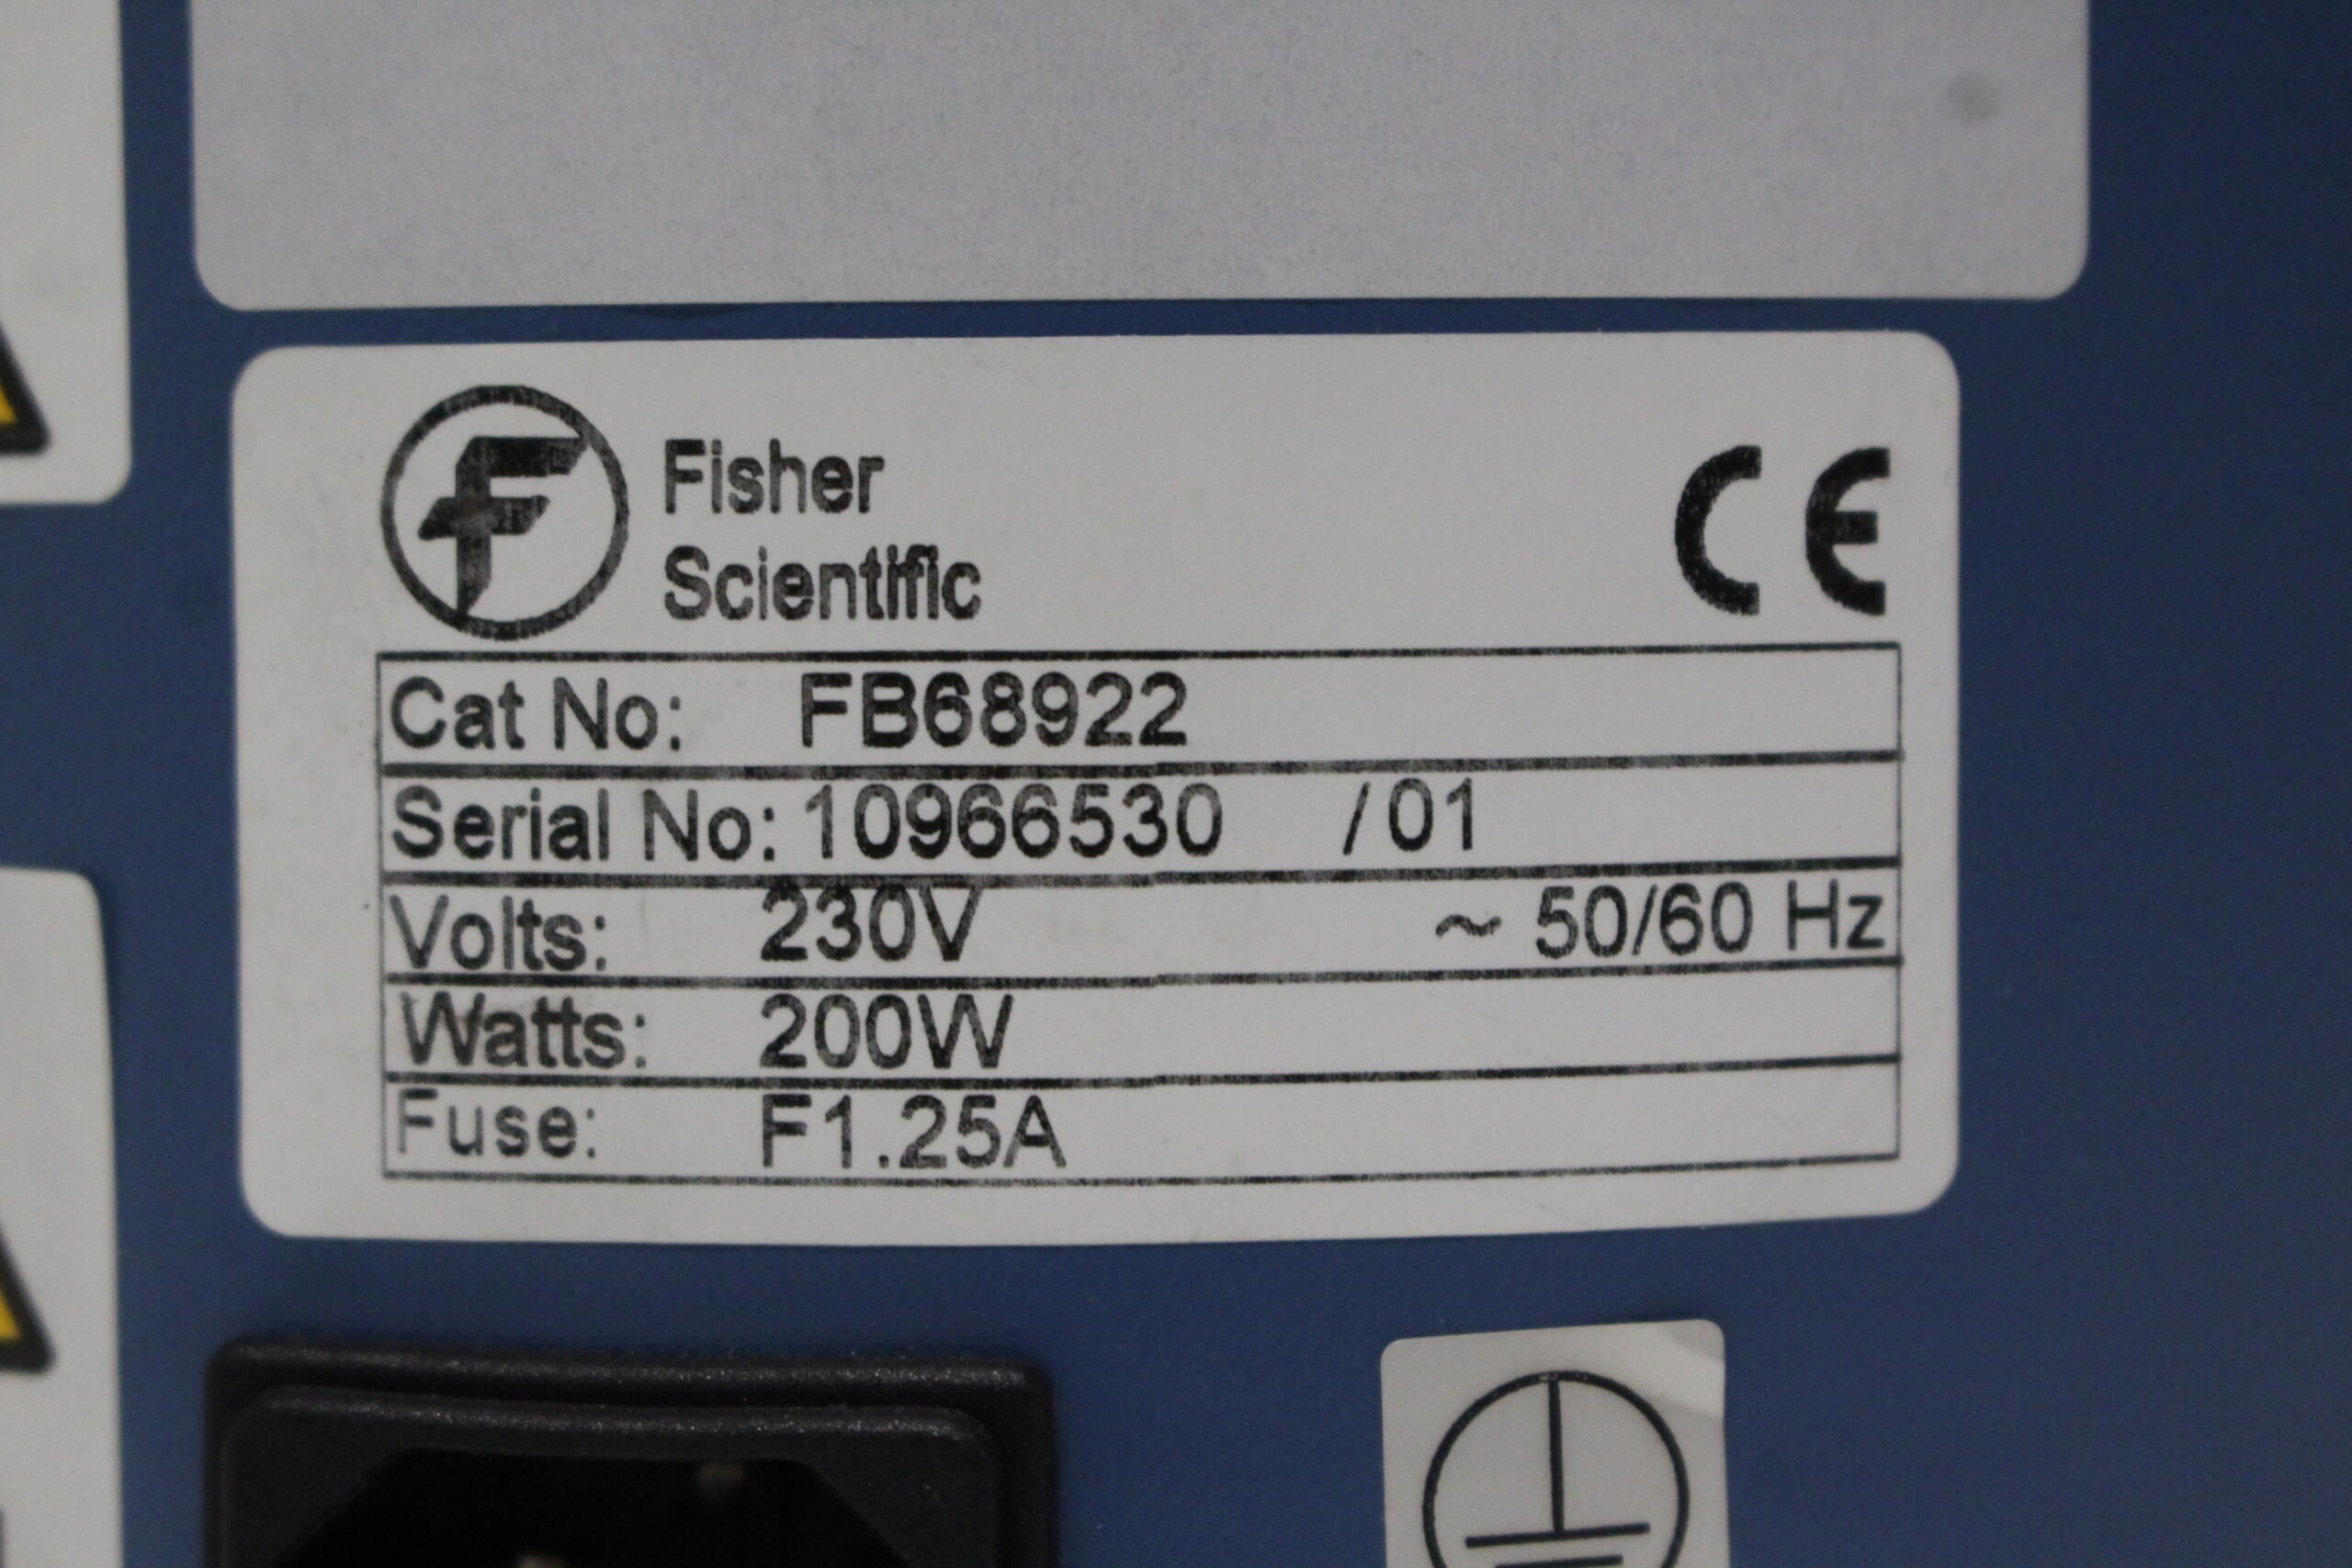 Fisher
Scientific
CE
Cat No: FB68922
Serial No: 10966530 /01
Volts: 230V ~ 50/60 Hz
Watts: 200W
Fuse: F1.25A